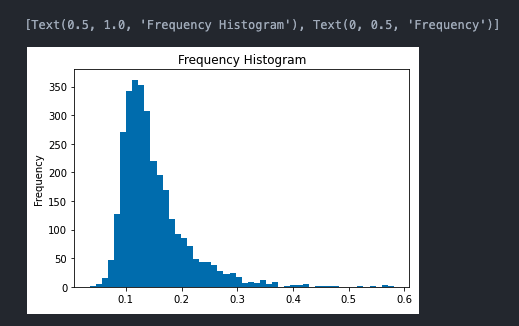 [Text(0.5, 1.0, 'Frequency Histogram'), Text(0, 0.5, 'Frequency')]
Frequency Histogram
350
300
250
200
150
100
50
0
Frequency
0.1 0.2 0.3 0.4 0.5 0.6